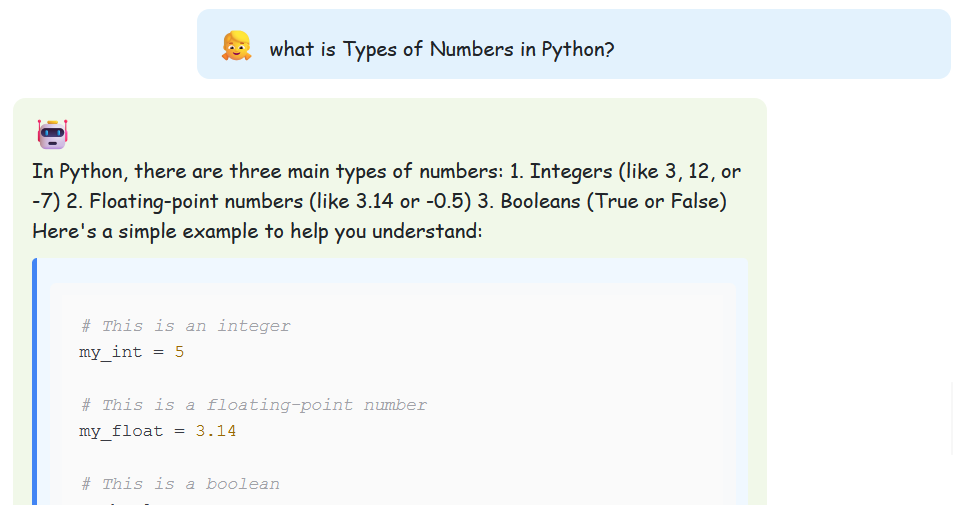 what is Types of Numbers in Python?
In Python, there are three main types of numbers: 1. Integers (like 3, 12, or
-7) 2. Floating-point numbers (like 3.14 or -0.5) 3. Booleans (True or False)
Here's a simple example to help you understand:
# This is an integer
my_int = 5
# This is a floating-point number
my_float = 3.14
# This is a boolean